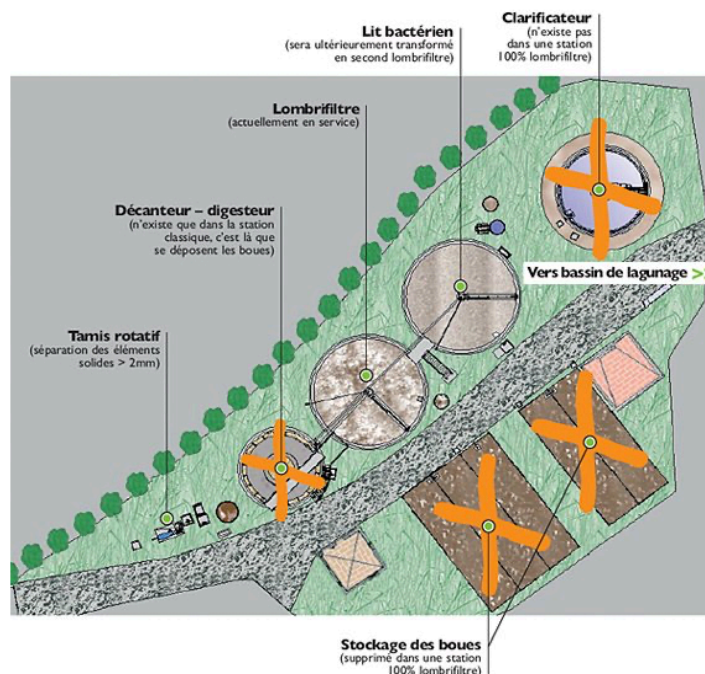 Clarificateur
(n'existe pas
dans une station
100% lombrifiltre)
Lit bactérien
(sera ultérieurement transformé
en second lombrifiltre)
Lombrifiltre
(actuellement en service)
Décanteur – digesteur
(n'existe que dans la station
classique, c'est là que
se déposent les boues)
Vers bassin de lagunage >
Tamis rotatif
(séparation des éléments
solides > 2mm)
Stockage des boues
(supprimé dans une station
100% lombrifiltre)